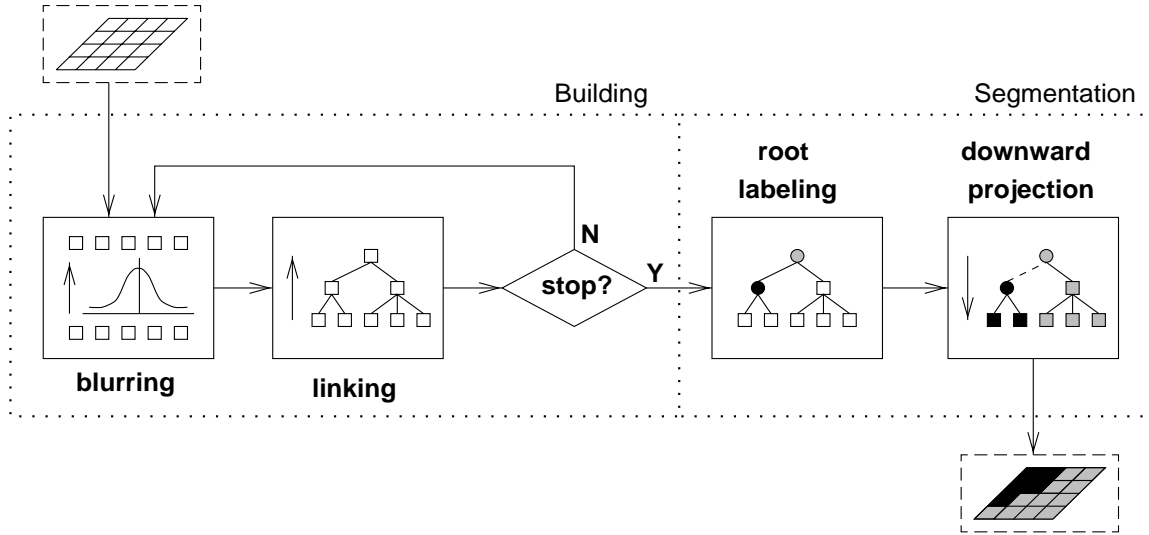 Building
Segmentation
root
labeling
downward
projection
N
Y
stop?
blurring
linking